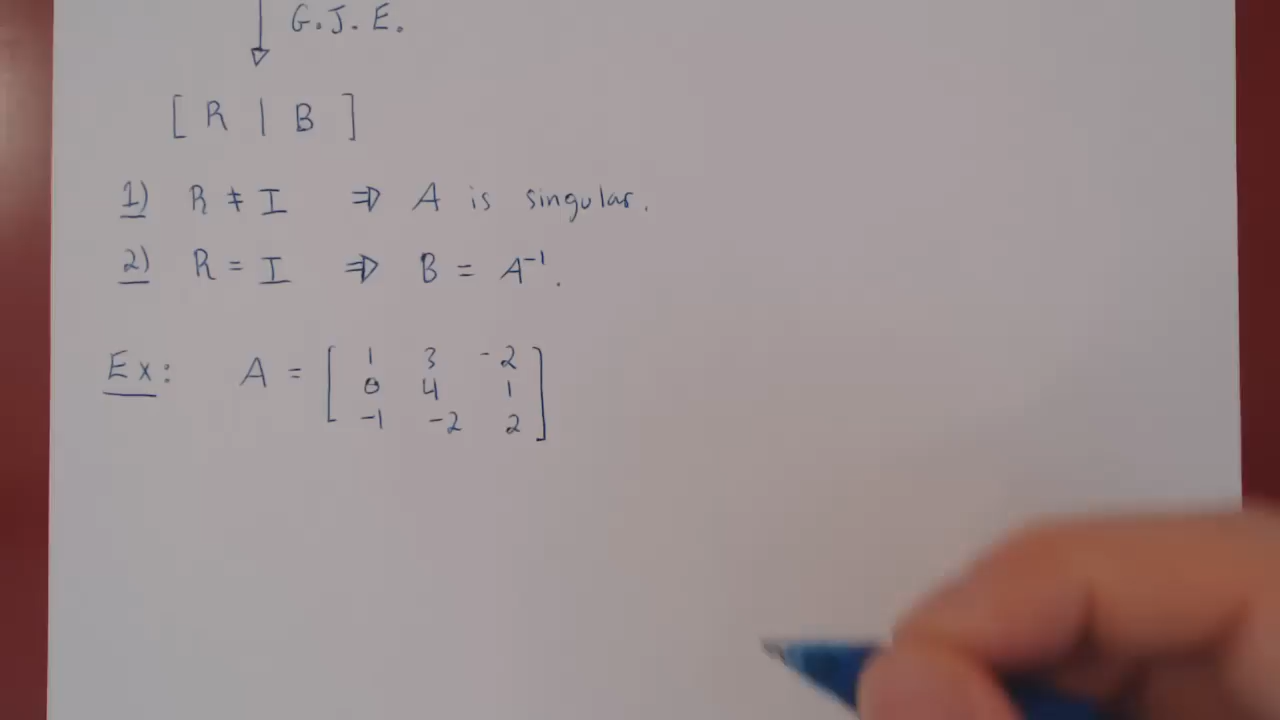 G.J.E.
[ R | B ]
1) R ≠ I ⇒ A is singular.
2) R = I ⇒ B = A⁻¹.
Ex: A = [ 1 3 -2
0 4 1
-1 -2 2 ]